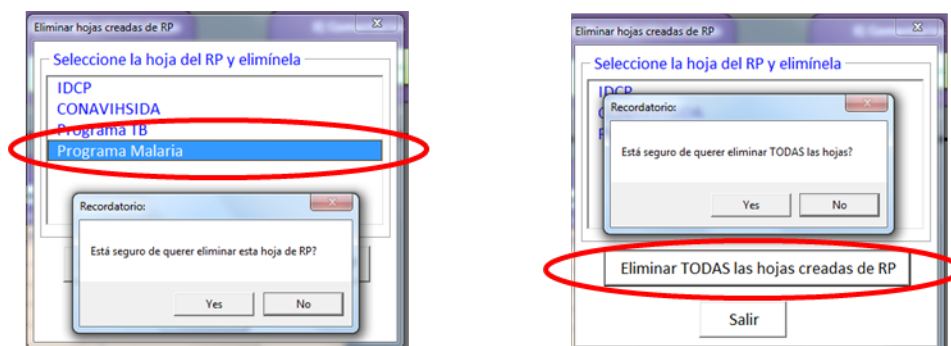 Eliminar hojas creadas de RP
Seleccione la hoja del RP y elimínela
IDCP
CONAVIHSIDA
Programa TB
Programa Malaria
Recordatorio:
Está seguro de querer eliminar esta hoja de RP?
Yes
No
Eliminar hojas creadas de RP
Seleccione la hoja del RP y elimínela
IDCP
Recordatorio:
Está seguro de querer eliminar TODAS las hojas?
Yes
No
Eliminar TODAS las hojas creadas de RP
Salir